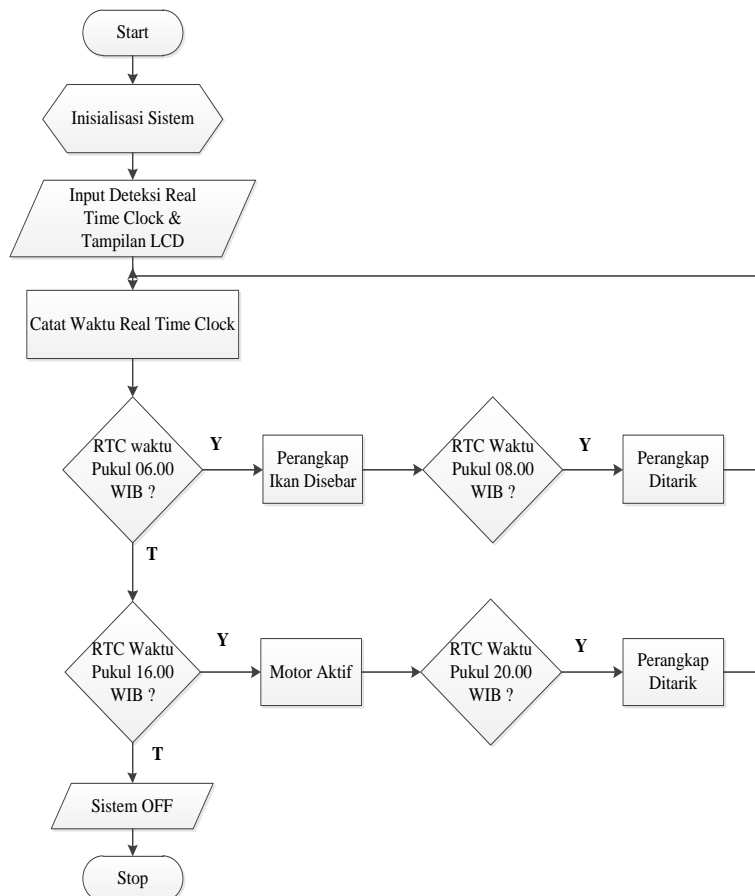 Start
Inisialisasi Sistem
Input Deteksi Real
Time Clock &
Tampilan LCD
Catat Waktu Real Time Clock
RTC waktu
Pukul 06.00
WIB ?
Y
Perangkap
Ikan Disebar
RTC Waktu
Pukul 08.00
WIB ?
Y
Perangkap
Ditarik
T
RTC Waktu
Pukul 16.00
WIB ?
Y
Motor Aktif
RTC Waktu
Pukul 20.00
WIB ?
Y
Perangkap
Ditarik
T
Sistem OFF
Stop